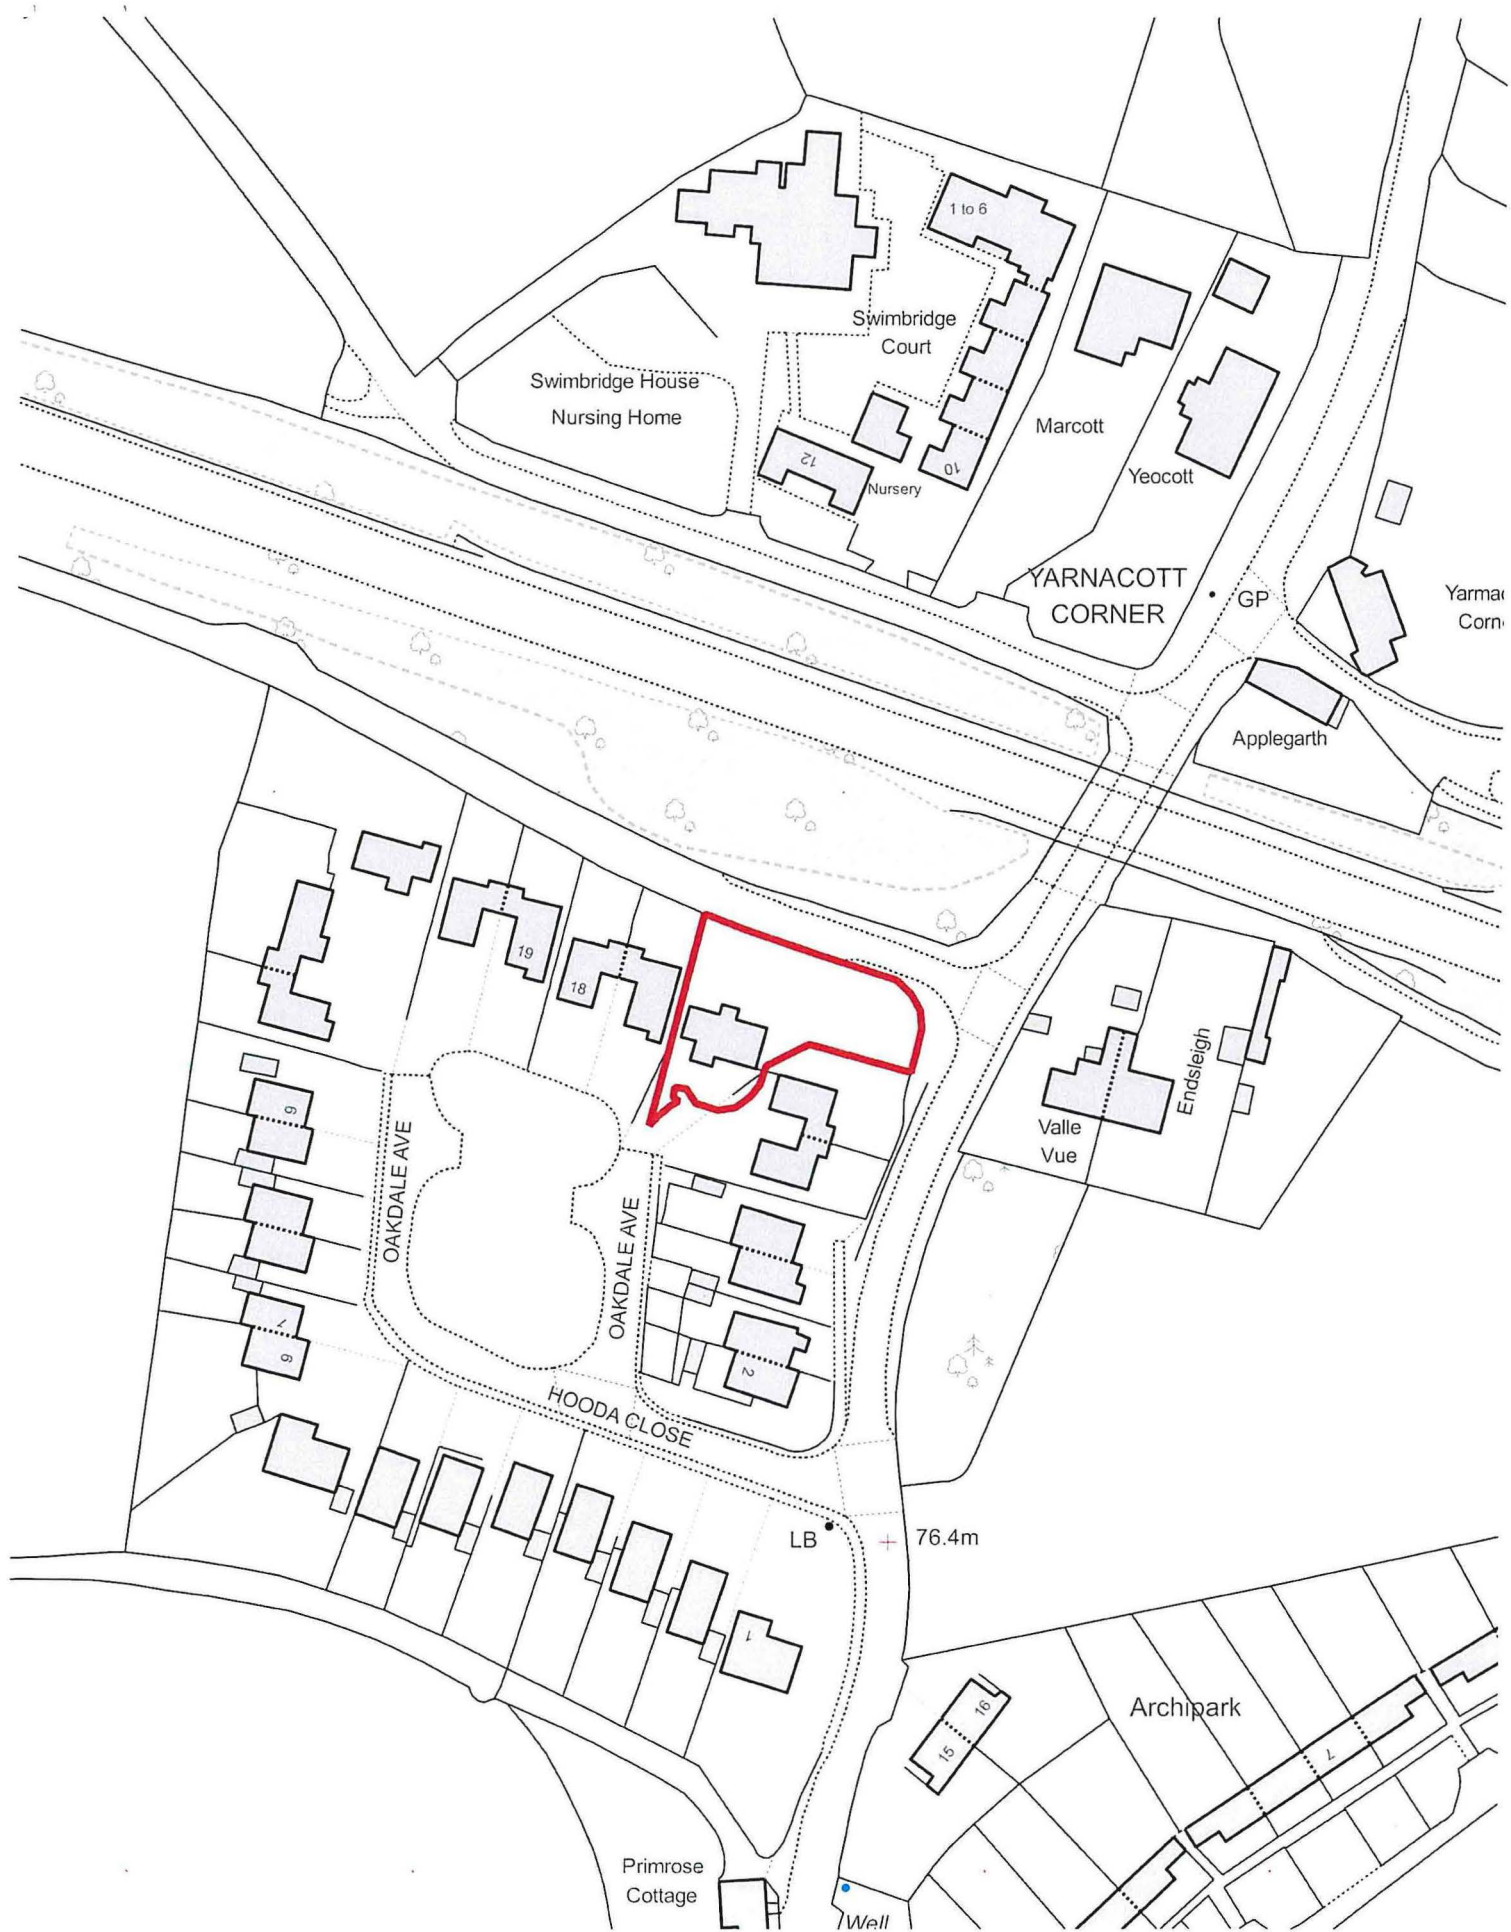 1 to 6
Swimbridge
Court
Swimbridge House
Nursing Home
Marcott
Yeocott
12
10
Nursery
YARNACOTT
CORNER
GP
Applegarth
19
18
Valle
Vue
Endsleigh
OAKDALE AVE
OAKDALE AVE
7
2
HOODA CLOSE
LB
76.4m
1
16
15
Archipark
7
Primrose
Cottage
Well